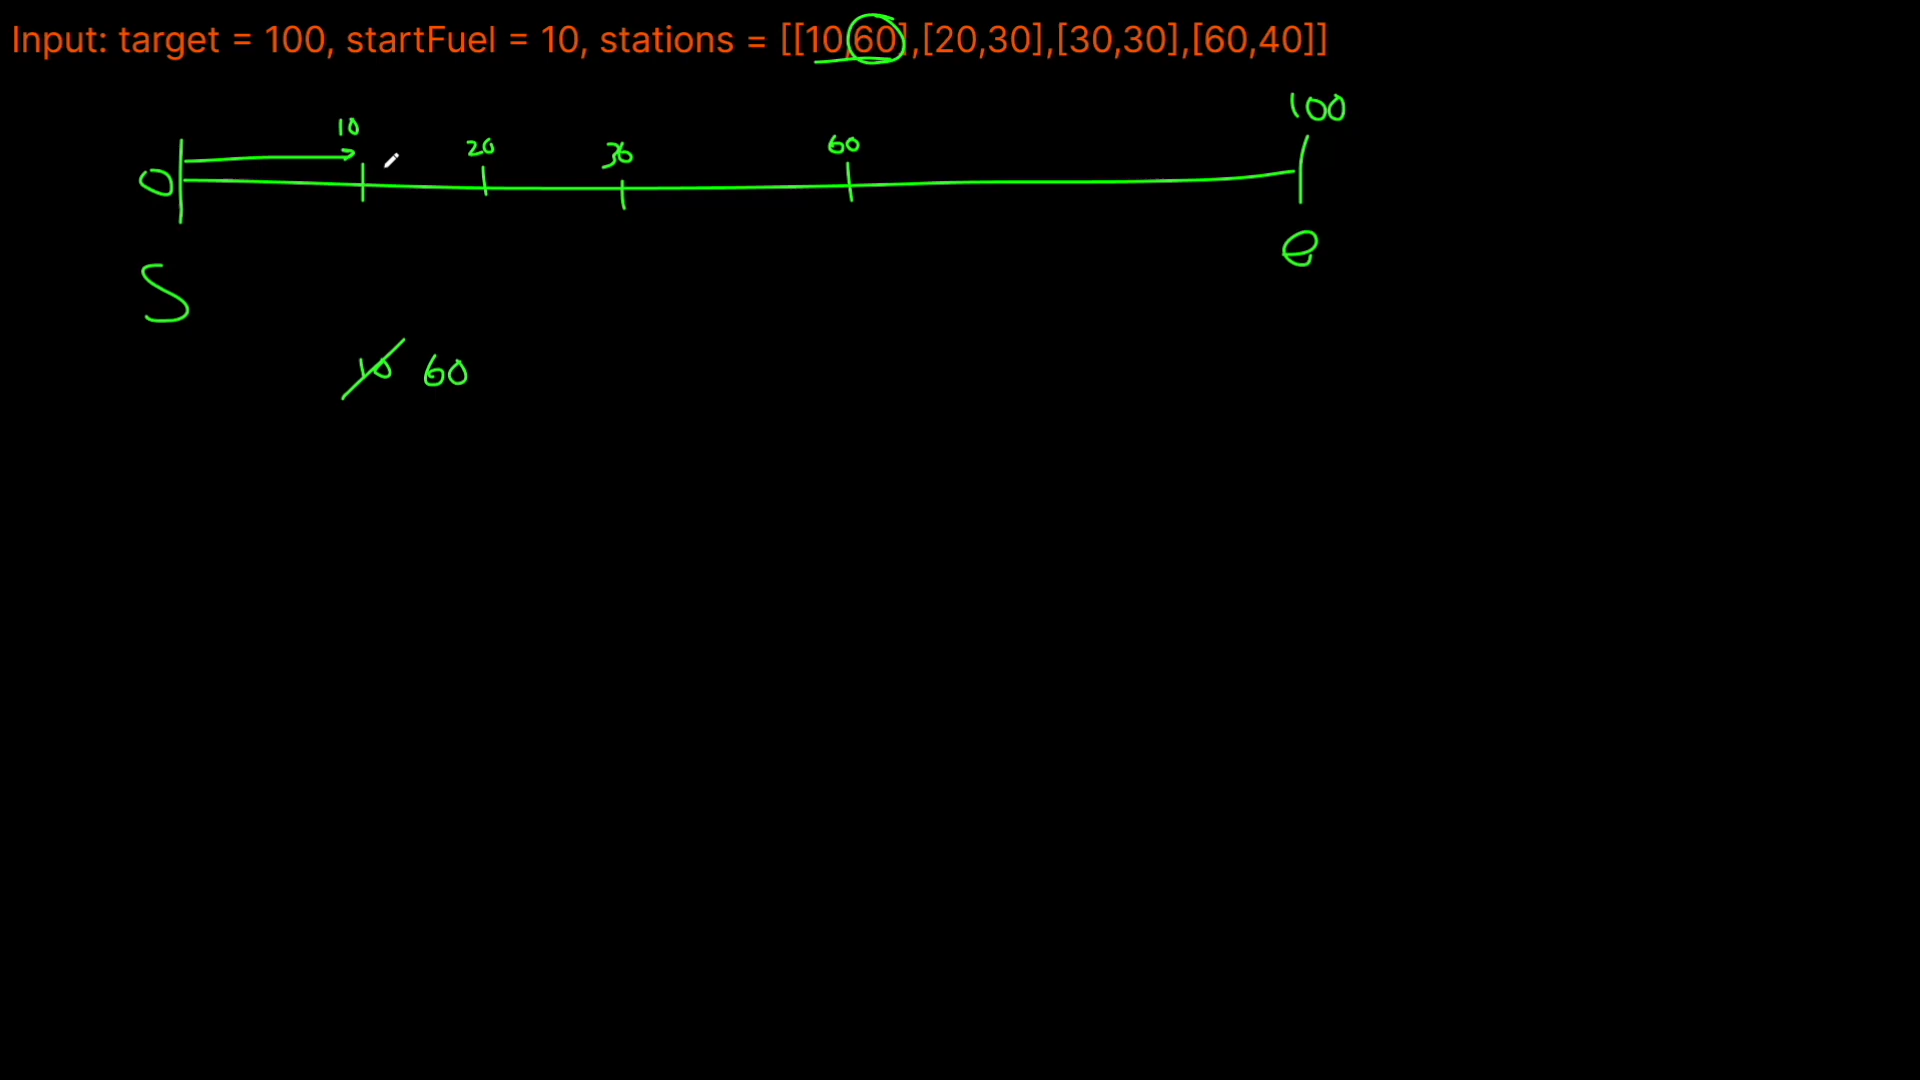 Input: target = 100, startFuel = 10, stations = [[10,60],[20,30],[30,30],[60,40]]
100
10 20 30 60
0
e
S
10 60